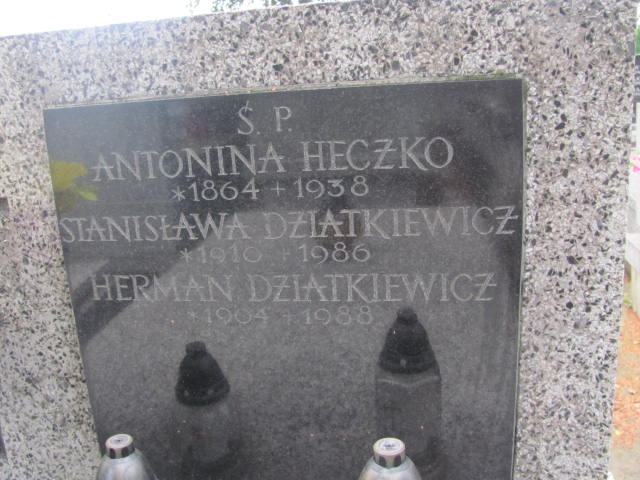 Ś. P.
ANTONINA HECZKO
*1864 + 1938
STANISŁAWA DZIATKIEWICZ
*1910 + 1986
HERMAN DZIATKIEWICZ
*1904 + 1988